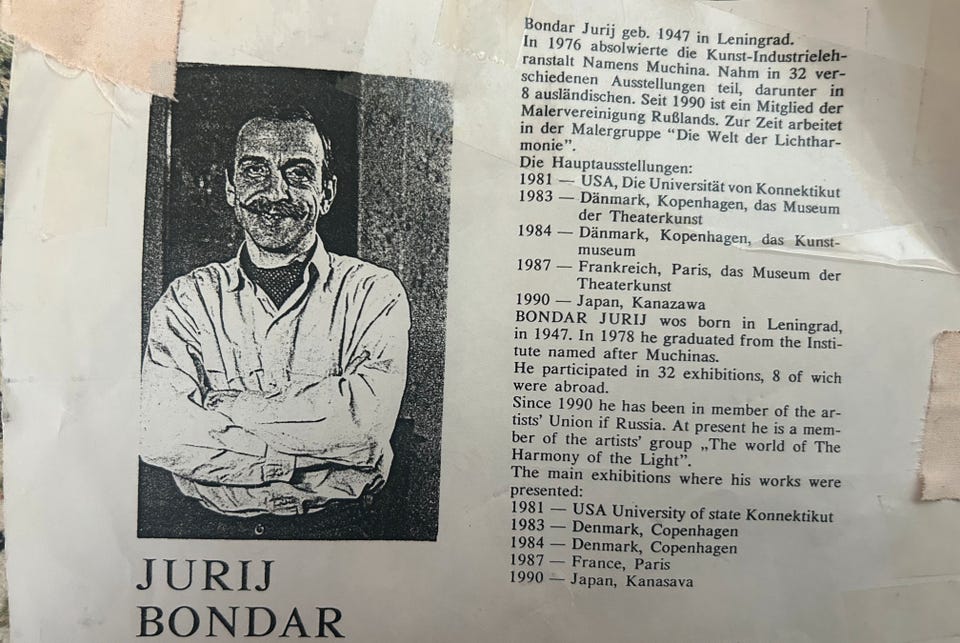 Bondar Jurij geb. 1947 in Leningrad.
In 1976 absolwierte die Kunst-Industrieleh-
ranstalt Namens Muchina. Nahm in 32 ver-
schiedenen Ausstellungen teil, darunter in
8 ausländischen. Seit 1990 ist ein Mitglied der
Malervereinigung Rußlands. Zur Zeit arbeitet
in der Malergruppe “Die Welt der Lichthar-
monie”.
Die Hauptausstellungen:
1981 — USA, Die Universität von Konnektikut
1983 — Dänmark, Kopenhagen, das Museum
der Theaterkunst
1984 — Dänmark, Kopenhagen, das Kunst-
museum
1987 — Frankreich, Paris, das Museum der
Theaterkunst
1990 — Japan, Kanazawa
BONDAR JURIJ wos born in Leningrad,
in 1947. In 1978 he graduated from the Insti-
tute named after Muchinas.
He participated in 32 exhibitions, 8 of wich
were abroad.
Since 1990 he has been in member of the ar-
tists’ Union if Russia. At present he is a mem-
ber of the artists’ group „The world of The
Harmony of the Light”.
The main exhibitions where his works were
presented:
1981 — USA University of state Konnektikut
1983 — Denmark, Copenhagen
1984 — Denmark, Copenhagen
1987 — France, Paris
1990 — Japan, Kanasava
JURIJ
BONDAR